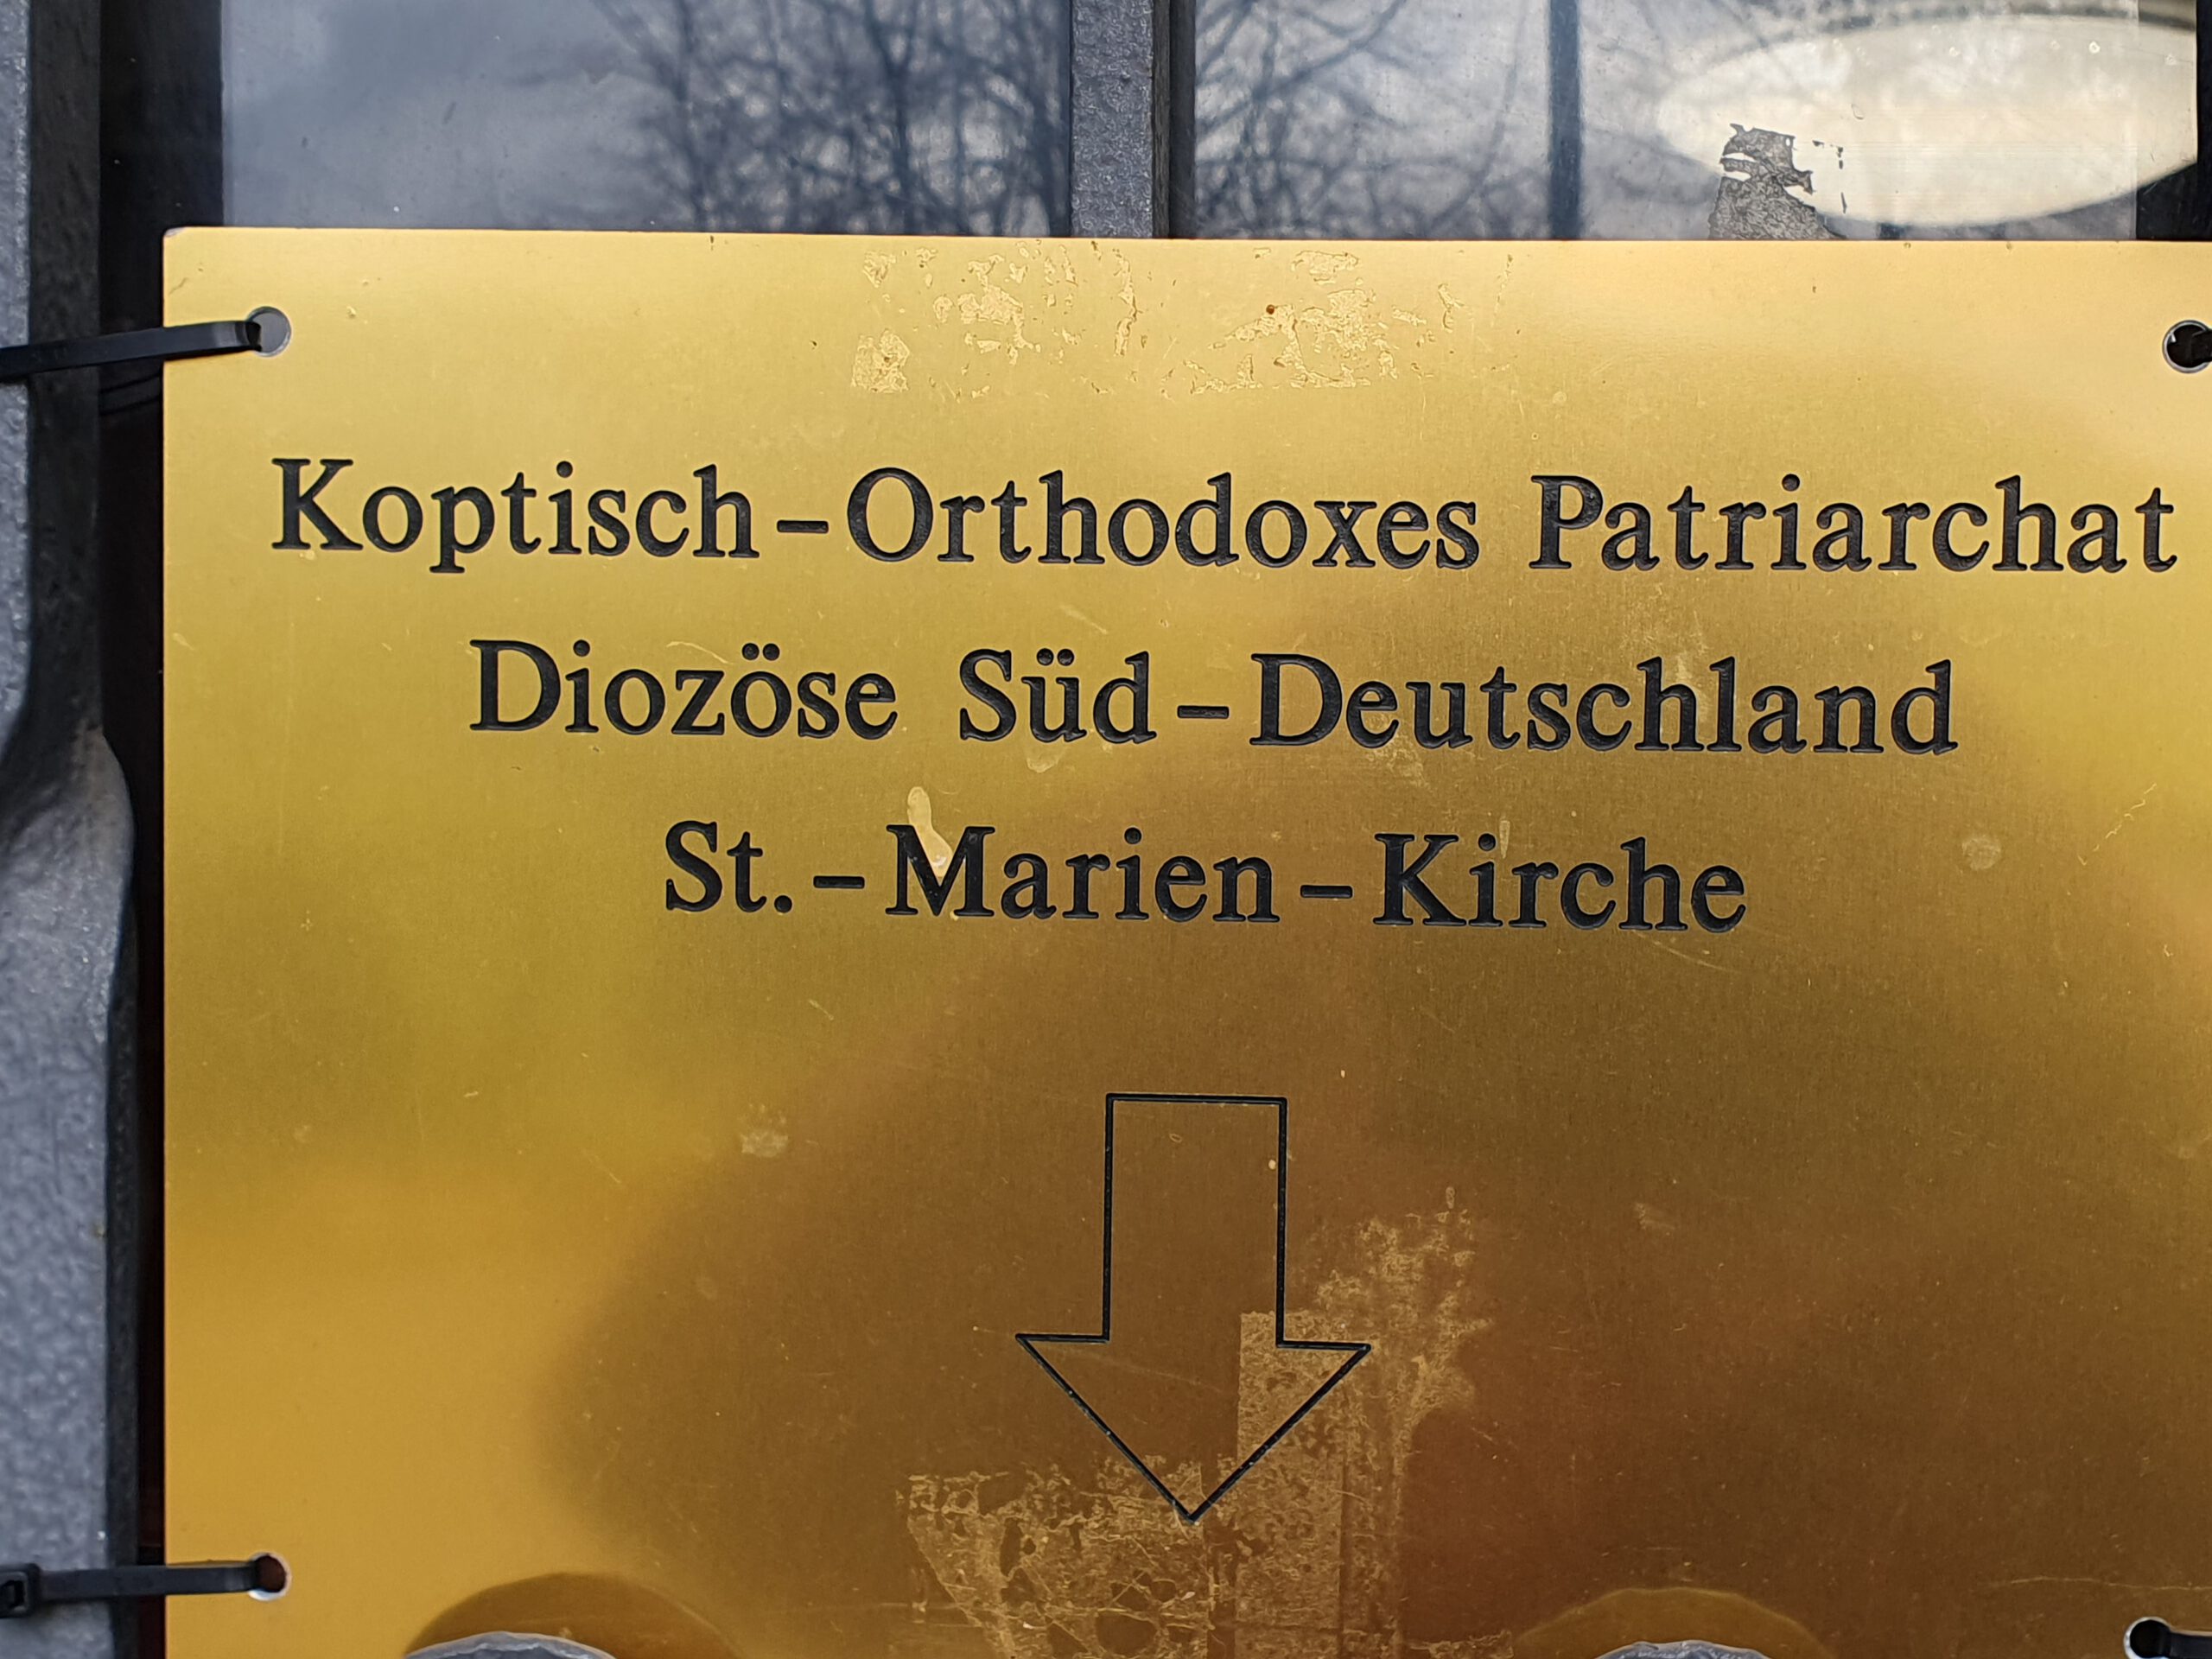 Koptisch-Orthodoxes Patriarchat
Diozöse Süd-Deutschland
St.-Marien-Kirche